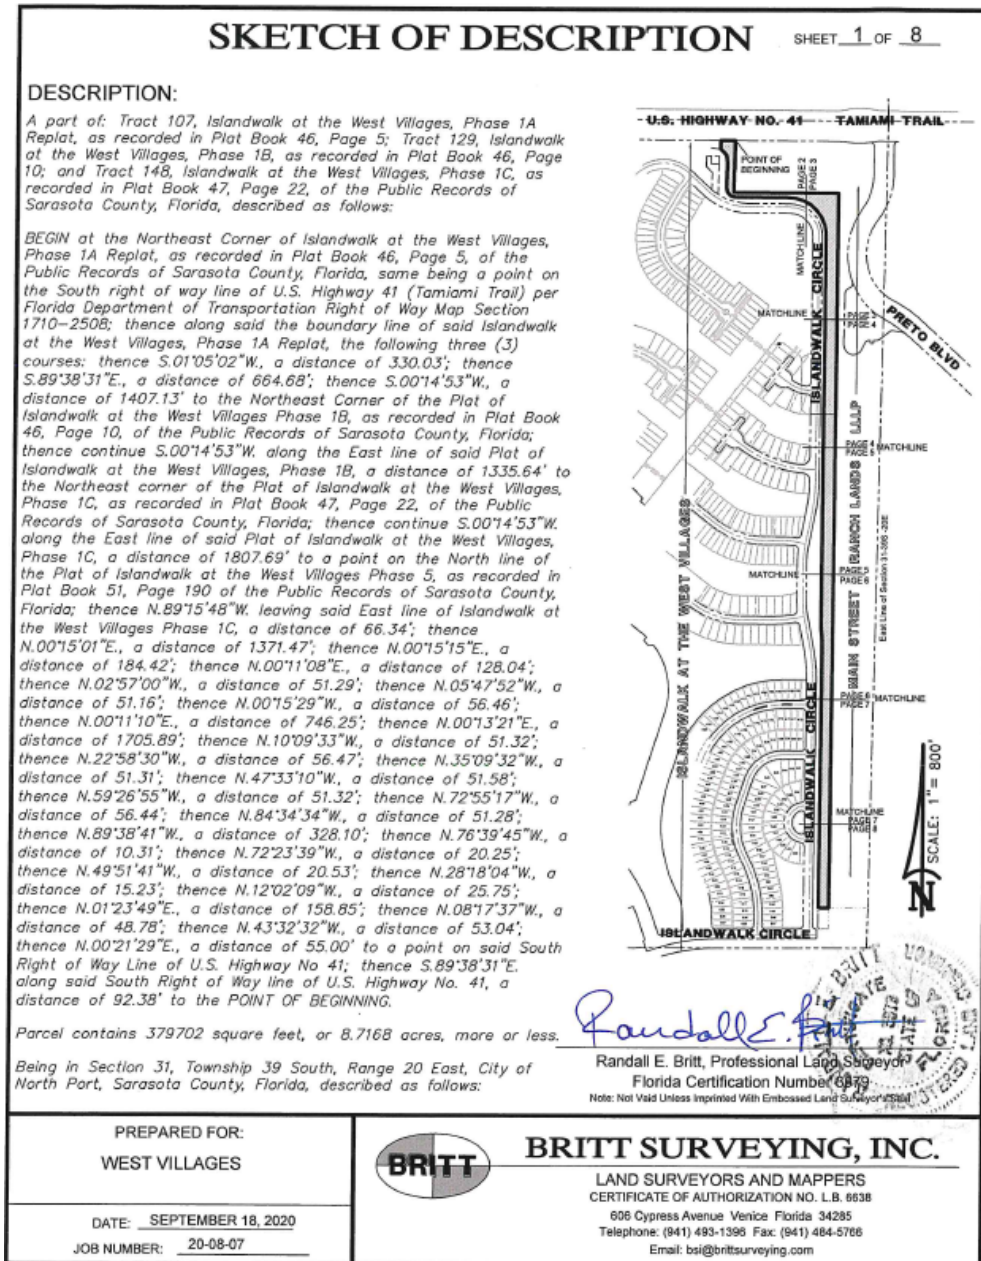 SKETCH OF DESCRIPTION
SHEET 1 OF 8
DESCRIPTION:
A part of: Tract 107, Islandwalk at the West Villages, Phase 1A
Replat, as recorded in Plat Book 46, Page 5; Tract 129, Islandwalk
at the West Villages, Phase 1B, as recorded in Plat Book 46, Page
10; and Tract 148, Islandwalk at the West Villages, Phase 1C, as
recorded in Plat Book 47, Page 22, of the Public Records of
Sarasota County, Florida, described as follows:
BEGIN at the Northeast Corner of Islandwalk at the West Villages,
Phase 1A Replat, as recorded in Plat Book 46, Page 5, of the
Public Records of Sarasota County, Florida, same being a point on
the South right of way line of U.S. Highway 41 (Tamiami Trail) per
Florida Department of Transportation Right of Way Map Section
1710-2508; thence along said the boundary line of said Islandwalk
at the West Villages, Phase 1A Replat, the following three (3)
courses: thence S.01°05'02"W., a distance of 330.03'; thence
S.89°38'31"E., a distance of 664.68'; thence S.00°14'53"W., a
distance of 1407.13' to the Northeast Corner of the Plat of
Islandwalk at the West Villages Phase 1B, as recorded in Plat Book
46, Page 10, of the Public Records of Sarasota County, Florida;
thence continue S.00°14'53"W. along the East line of said Plat of
Islandwalk at the West Villages, Phase 1B, a distance of 1335.64' to
the Northeast corner of the Plat of Islandwalk at the West Villages,
Phase 1C, as recorded in Plat Book 47, Page 22, of the Public
Records of Sarasota County, Florida; thence continue S.00°14'53"W.
along the East line of said Plat of Islandwalk at the West Villages,
Phase 1C, a distance of 1807.69' to a point on the North line of
the Plat of Islandwalk at the West Villages Phase 5, as recorded in
Plat Book 51, Page 190 of the Public Records of Sarasota County,
Florida; thence N.89°15'48"W. leaving said East line of Islandwalk at
the West Villages Phase 1C, a distance of 66.34'; thence
N.00°15'01"E., a distance of 1371.47'; thence N.00°15'15"E., a
distance of 184.42'; thence N.00°11'08"E., a distance of 128.04';
thence N.02°57'00"W., a distance of 51.29'; thence N.05°47'52"W., a
distance of 51.16'; thence N.00°15'29"W., a distance of 56.46';
thence N.00°11'10"E., a distance of 746.25'; thence N.00°13'21"E., a
distance of 1705.89'; thence N.10°09'33"W., a distance of 51.32';
thence N.22°58'30"W., a distance of 56.47'; thence N.35°09'32"W., a
distance of 51.31'; thence N.47°33'10"W., a distance of 51.58';
thence N.59°26'55"W., a distance of 51.32'; thence N.72°55'17"W., a
distance of 56.44'; thence N.84°34'34"W., a distance of 51.28';
thence N.89°38'41"W., a distance of 328.10'; thence N.76°39'45"W., a
distance of 10.31'; thence N.72°23'39"W., a distance of 20.25';
thence N.49°51'41"W., a distance of 20.53'; thence N.28°18'04"W., a
distance of 15.23'; thence N.12°02'09"W., a distance of 25.75';
thence N.01°23'49"E., a distance of 158.85'; thence N.08°17'37"W., a
distance of 48.78'; thence N.43°32'32"W., a distance of 53.04';
thence N.00°21'29"E., a distance of 55.00' to a point on said South
Right of Way Line of U.S. Highway No 41; thence S.89°38'31"E.
along said South Right of Way line of U.S. Highway No. 41, a
distance of 92.38' to the POINT OF BEGINNING.
Parcel contains 379702 square feet, or 8.7168 acres, more or less.
Being in Section 31, Township 39 South, Range 20 East, City of
North Port, Sarasota County, Florida, described as follows:
U.S. HIGHWAY NO. 41 TAMIAMI TRAIL
POINT OF
BEGINNING
PAGE 2
PAGE 3
MATCHLINE
ISLANDWALK CIRCLE
MATCHLINE
PAGE 3
PAGE 4
PRETO BLVD
PAGE 4
PAGE 5
MATCHLINE
ISLANDWALK AT THE WEST VILLAGES
MAIN STREET RANCH LANDS LLLP
East Line of Section 31-39S-20E
MATCHLINE
PAGE 5
PAGE 6
PAGE 6
PAGE 7
MATCHLINE
ISLANDWALK CIRCLE
MATCHLINE
PAGE 7
PAGE 8
SCALE: 1"= 800'
N
ISLANDWALK CIRCLE
Randall E. Britt
Randall E. Britt, Professional Land Surveyor
Florida Certification Number
Note: Not Valid Unless Imprinted With Embossed Land Surveyor's Seal
PREPARED FOR:
WEST VILLAGES
DATE: SEPTEMBER 18, 2020
JOB NUMBER: 20-08-07
BRITT
BRITT SURVEYING, INC.
LAND SURVEYORS AND MAPPERS
CERTIFICATE OF AUTHORIZATION NO. L.B. 6638
606 Cypress Avenue Venice Florida 34285
Telephone: (941) 493-1396 Fax: (941) 484-5766
Email: bsi@brittsurveying.com